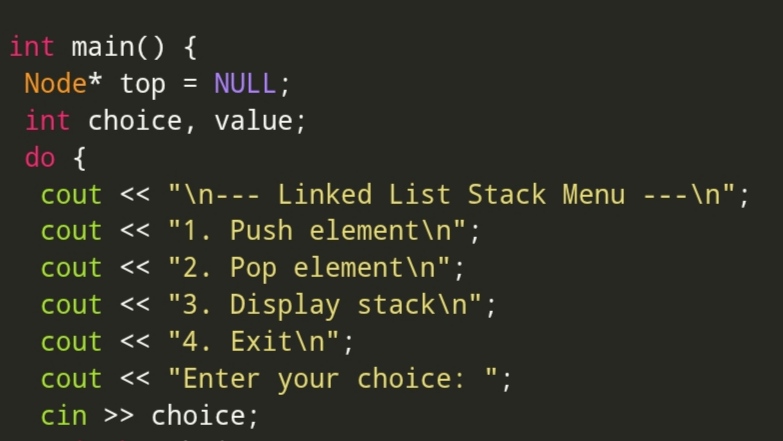 int main() {
 Node* top = NULL;
 int choice, value;
 do {
  cout << "\n--- Linked List Stack Menu ---\n";
  cout << "1. Push element\n";
  cout << "2. Pop element\n";
  cout << "3. Display stack\n";
  cout << "4. Exit\n";
  cout << "Enter your choice: ";
  cin >> choice;